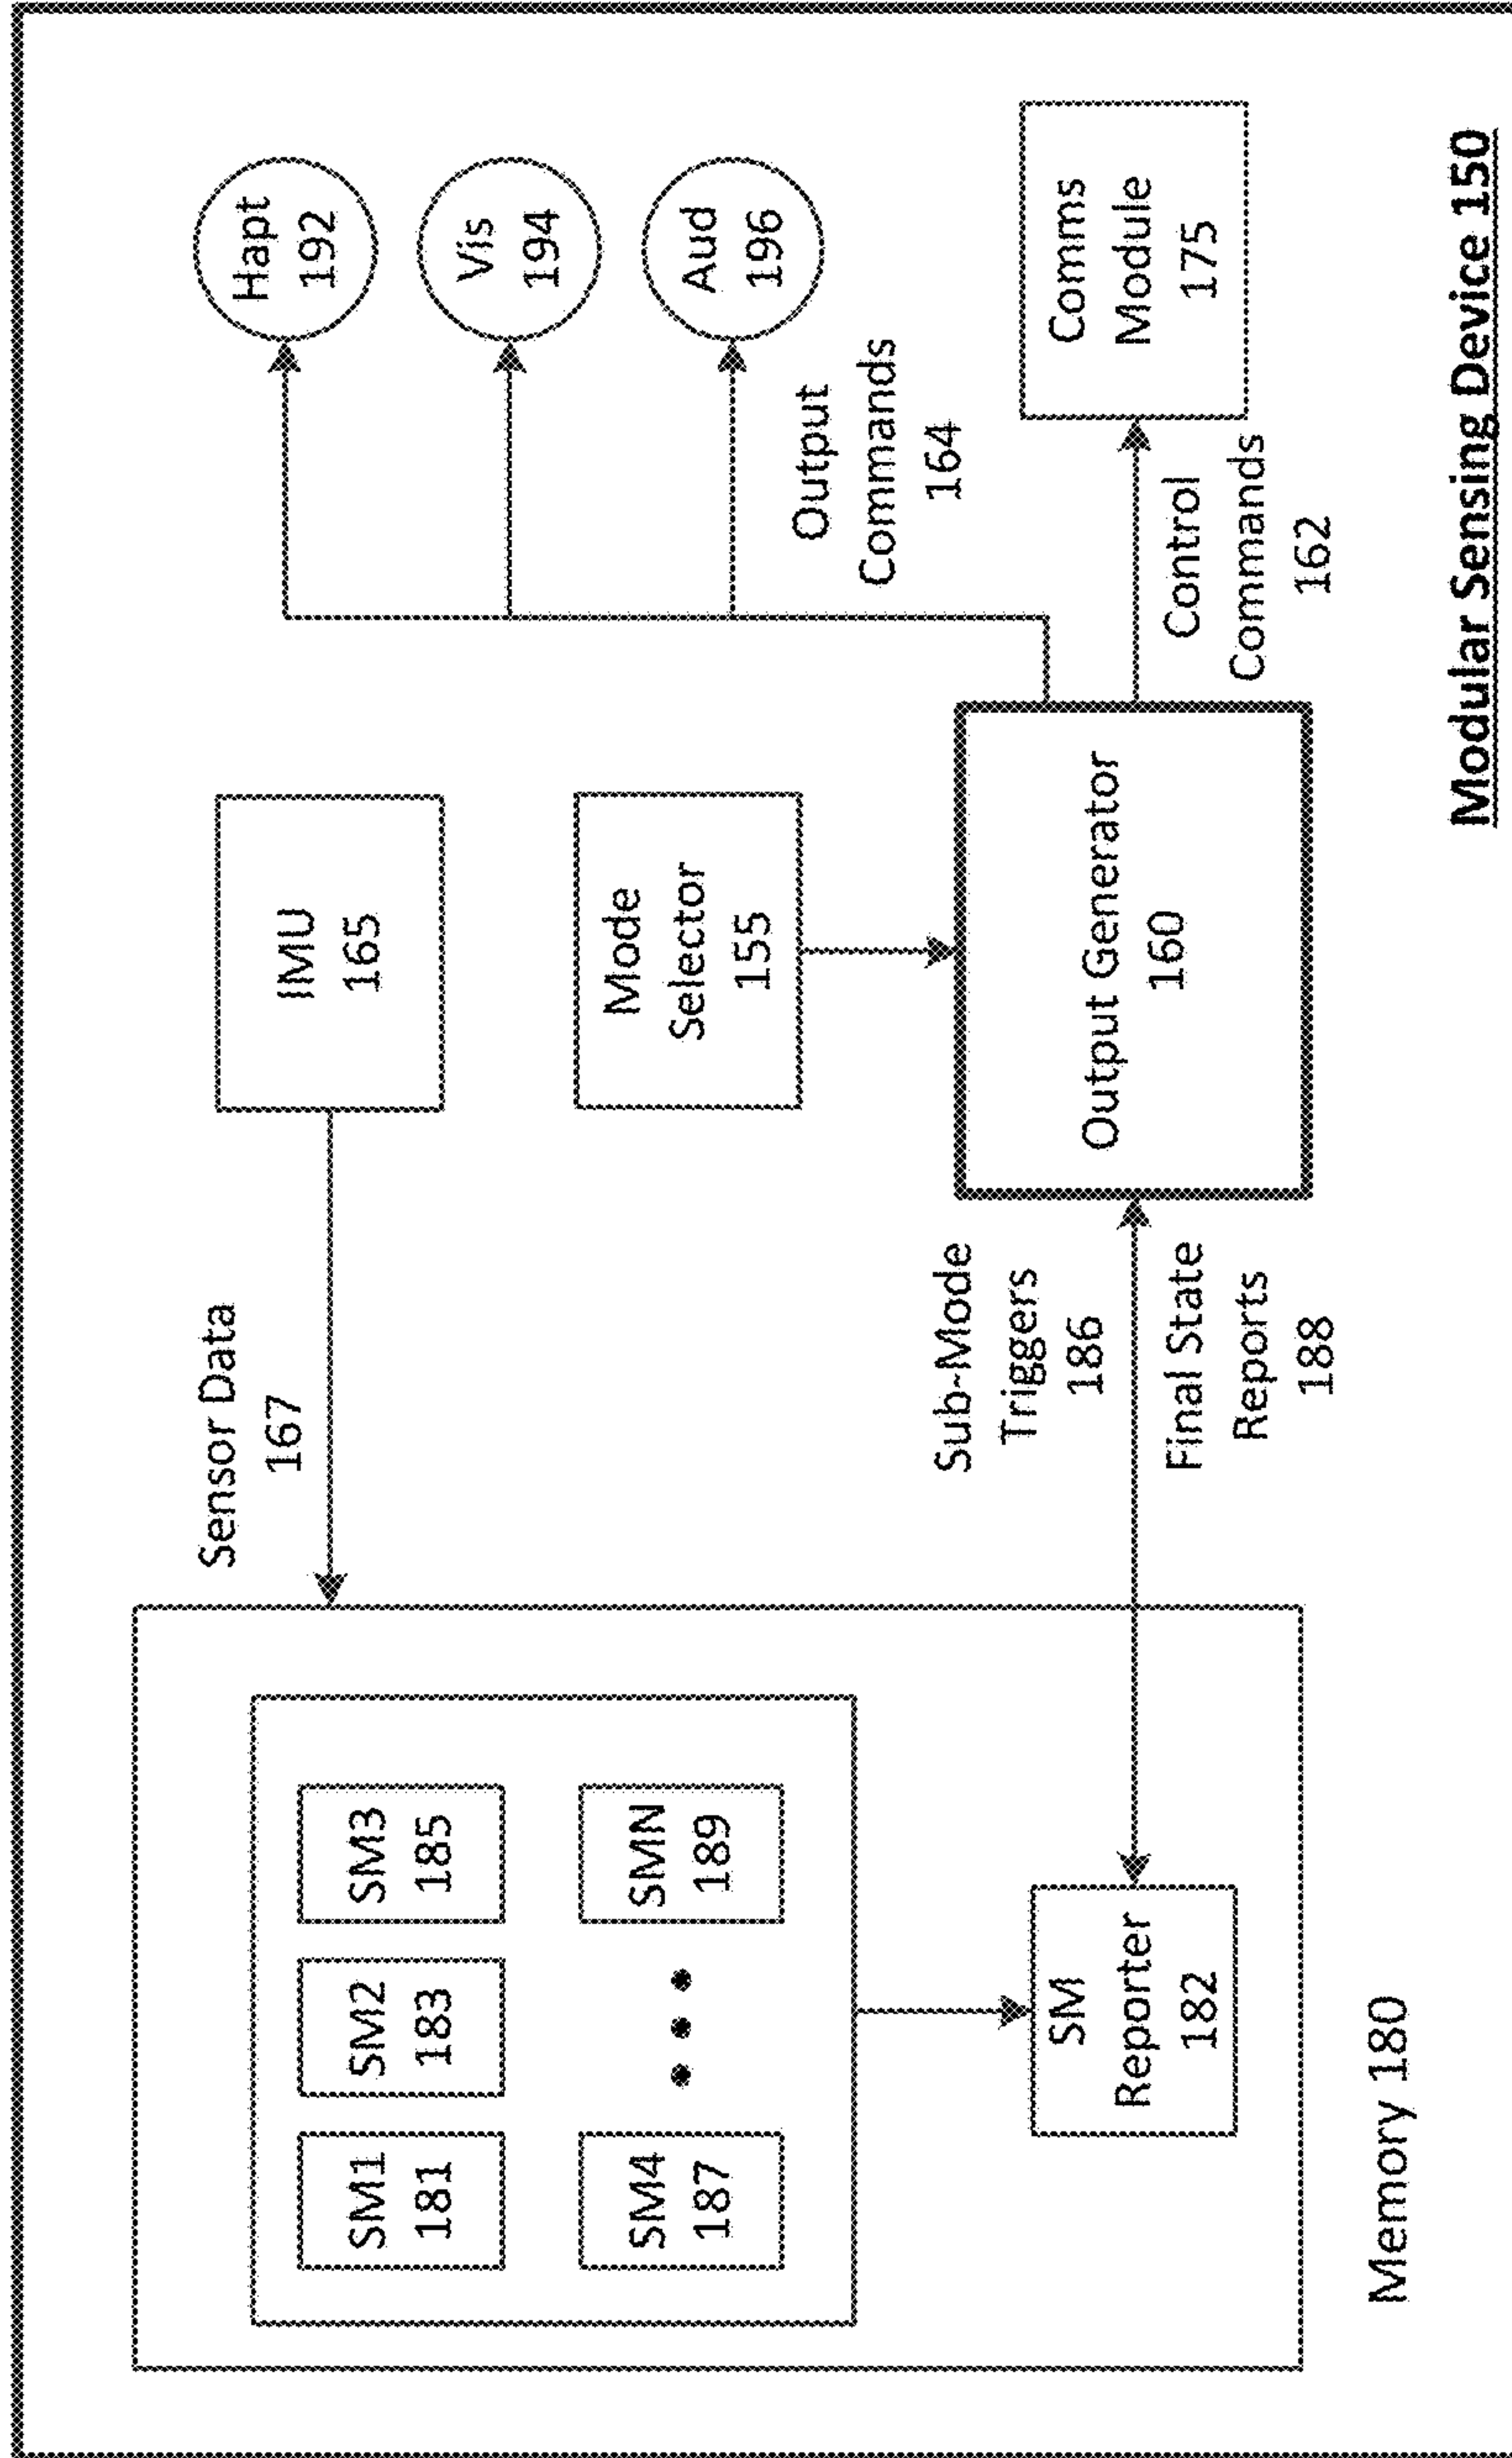 Sensor Data
167
IMU
165
Hapt
192
Vis
194
Aud
196
SM1
181
SM2
183
SM3
185
SM4
187
SMN
189
Mode
Selector
155
Output
Commands
164
SM
Reporter
182
Sub-Mode
Triggers
186
Final State
Reports
188
Output Generator
160
Control
Commands
162
Comms
Module
175
Memory 180
Modular Sensing Device 150